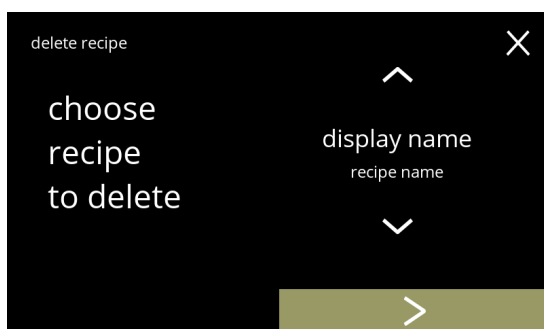 delete recipe
choose
recipe
to delete
display name
recipe name